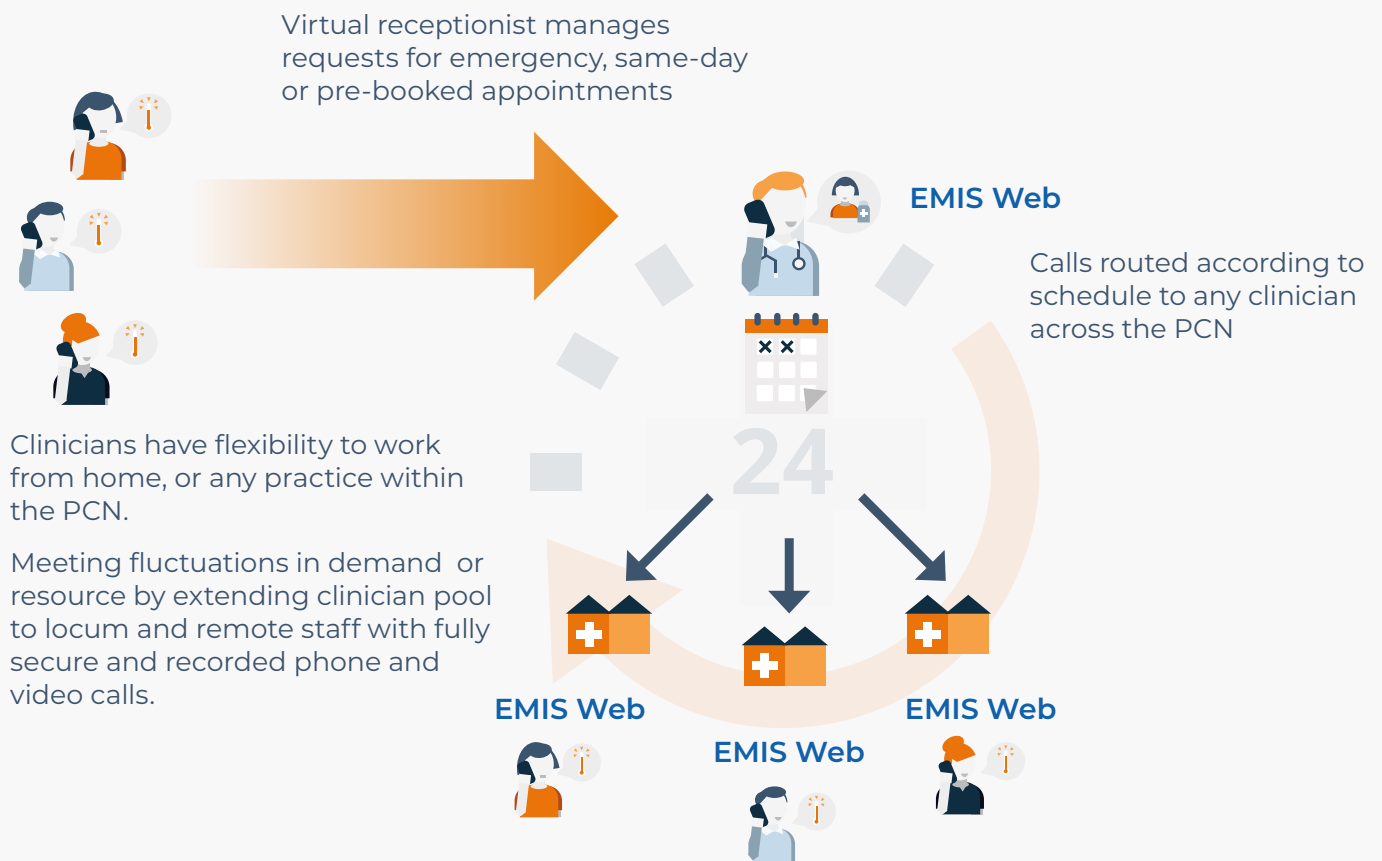 Virtual receptionist manages
requests for emergency, same-day
or pre-booked appointments
EMIS Web
Calls routed according to
schedule to any clinician
across the PCN
24
Clinicians have flexibility to work
from home, or any practice within
the PCN.
Meeting fluctuations in demand or
resource by extending clinician pool
to locum and remote staff with fully
secure and recorded phone and
video calls.
EMIS Web
EMIS Web
EMIS Web